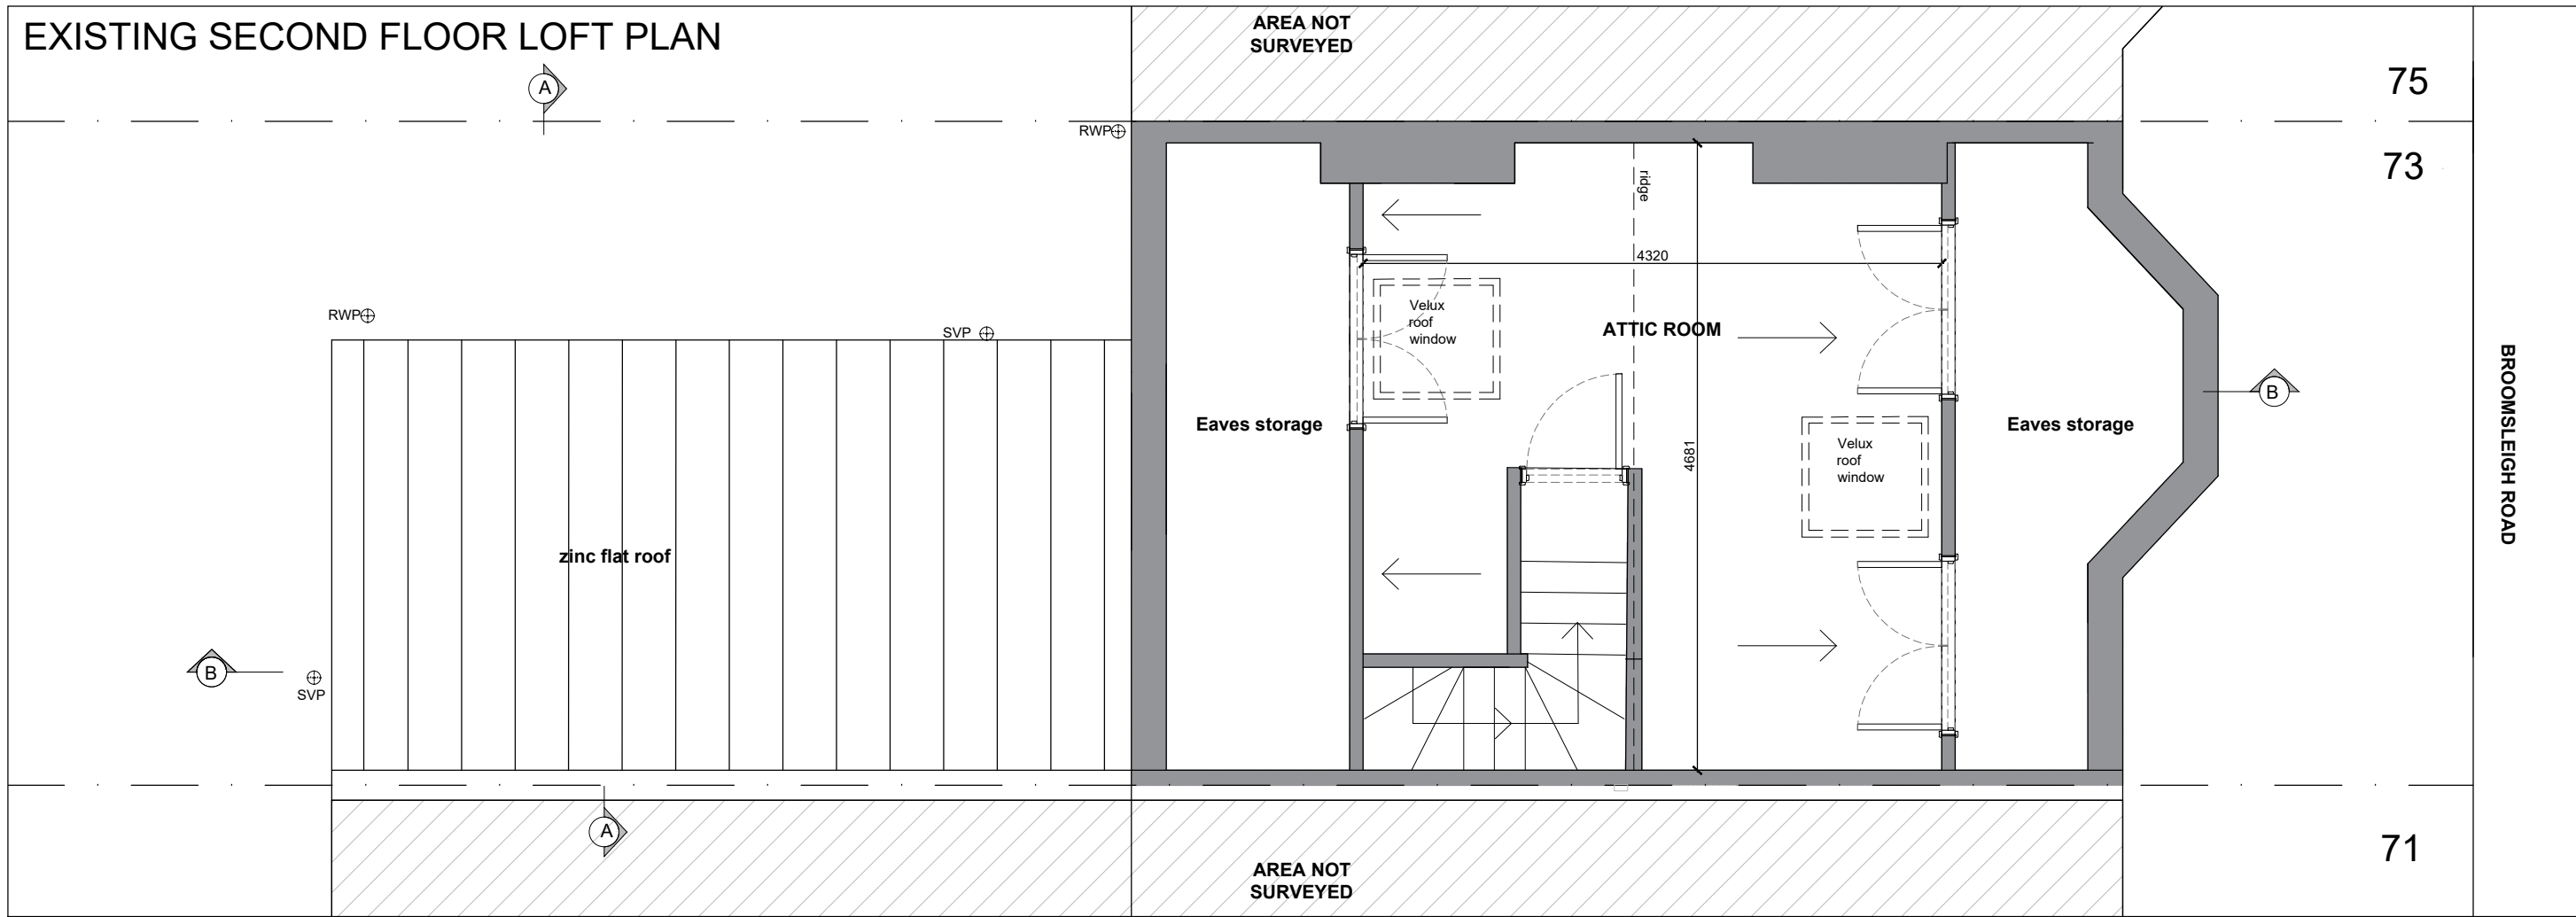 EXISTING SECOND FLOOR LOFT PLAN
AREA NOT
SURVEYED
A
75
RWP
73
ridge
4320
RWP
SVP
Velux
roof
window
ATTIC ROOM
B
BROOMSLEIGH ROAD
Eaves storage
4681
Velux
roof
window
Eaves storage
zinc flat roof
B
SVP
A
71
AREA NOT
SURVEYED